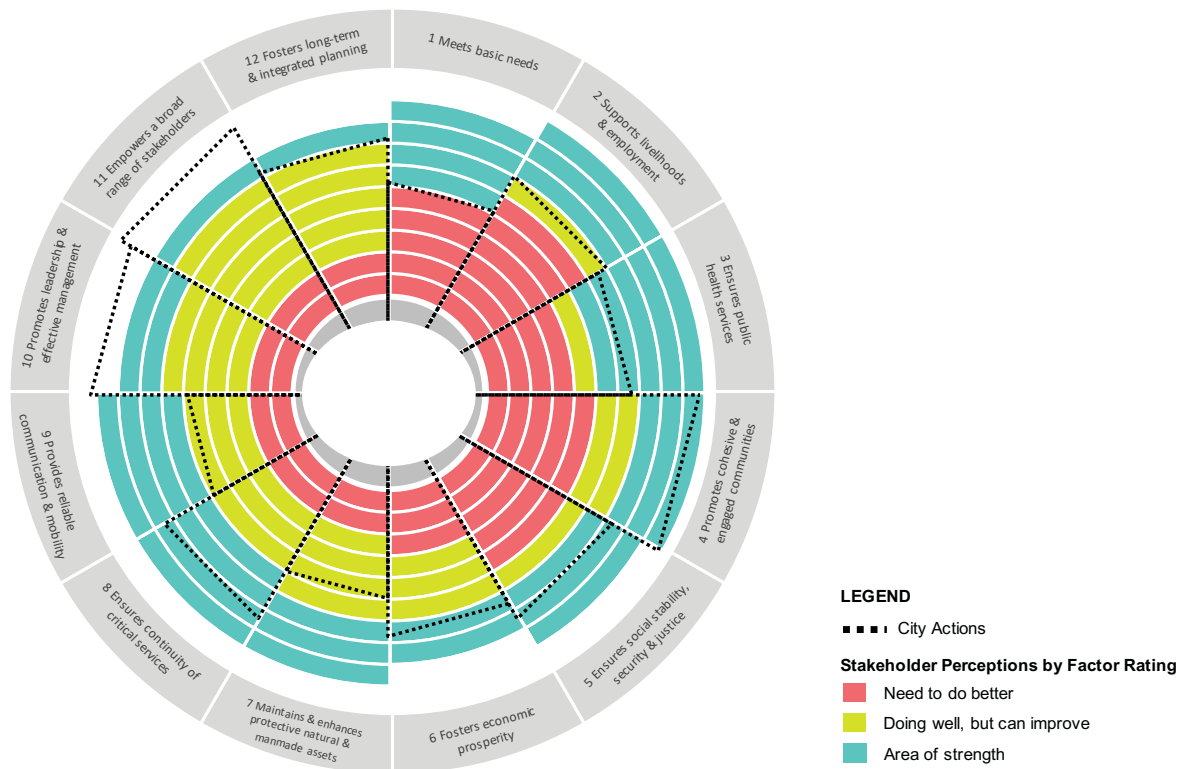 12 Fosters long-term
& integrated planning
1 Meets basic needs
2 Supports livelihoods
& employment
3 Ensures public
health services
4 Promotes cohesive &
engaged communities
5 Ensures social stability,
security & justice
6 Fosters economic
prosperity
7 Maintains & enhances
protective natural &
manmade assets
8 Ensures continuity of
critical services
9 Provides reliable
communication & mobility
10 Promotes leadership &
effective management
11 Empowers a broad
range of stakeholders
LEGEND
City Actions
Stakeholder Perceptions by Factor Rating
Need to do better
Doing well, but can improve
Area of strength